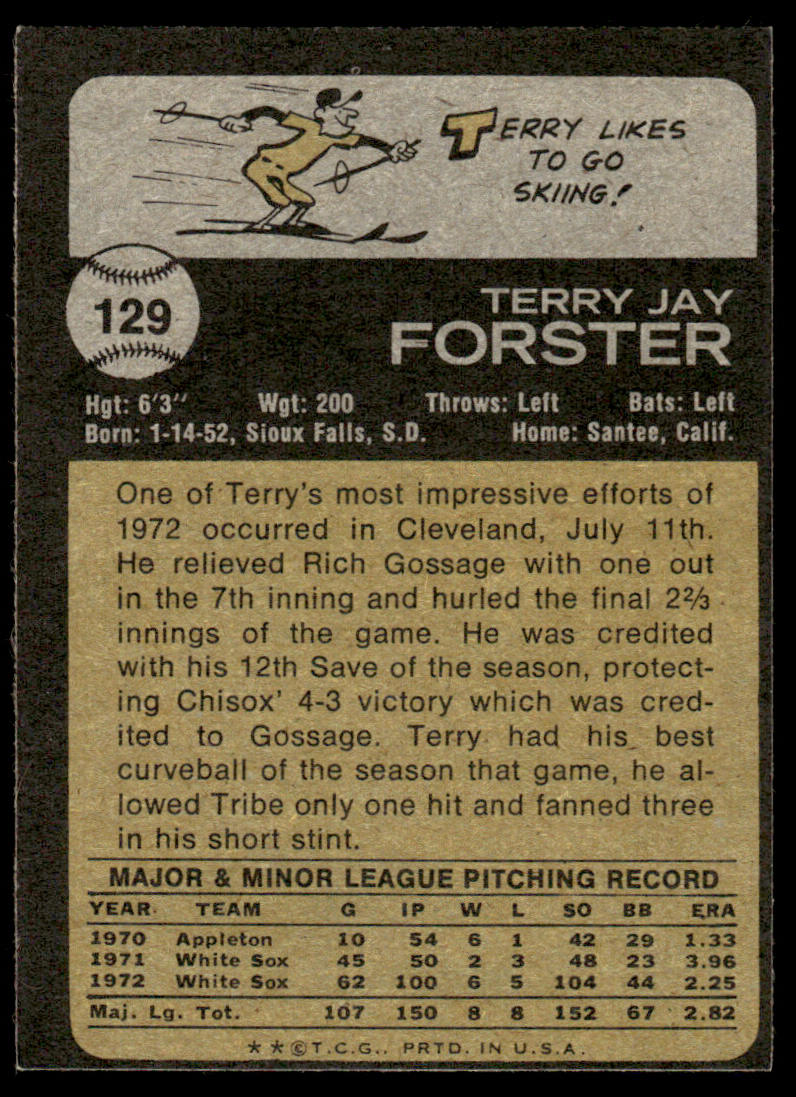 TERRY LIKES
TO GO
SKIING!
129
TERRY JAY
FORSTER
Hgt: 6'3" Wgt: 200 Throws: Left Bats: Left
Born: 1-14-52, Sioux Falls, S.D. Home: Santee, Calif.
One of Terry's most impressive efforts of
1972 occurred in Cleveland, July 11th.
He relieved Rich Gossage with one out
in the 7th inning and hurled the final 2⅔
innings of the game. He was credited
with his 12th Save of the season, protect-
ing Chisox' 4-3 victory which was cred-
ited to Gossage. Terry had his best
curveball of the season that game, he al-
lowed Tribe only one hit and fanned three
in his short stint.
MAJOR & MINOR LEAGUE PITCHING RECORD
YEAR TEAM G IP W L SO BB ERA
1970 Appleton 10 54 6 1 42 29 1.33
1971 White Sox 45 50 2 3 48 23 3.96
1972 White Sox 62 100 6 5 104 44 2.25
Maj. Lg. Tot. 107 150 8 8 152 67 2.82
* * © T.C.G., PRTD. IN U.S.A.